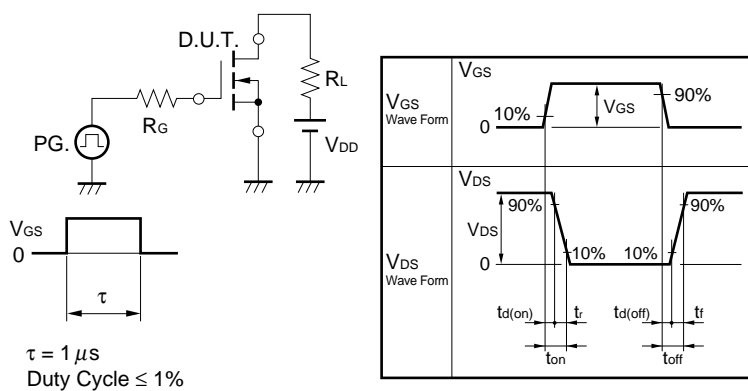 D.U.T.
RL
RG
PG.
VDD
VGS
0
τ
τ = 1 μs
Duty Cycle ≤ 1%
VGS
Wave Form
VGS
10%
VGS
90%
0
VDS
Wave Form
VDS
90%
VDS
90%
10%
10%
0
td(on)
tr
td(off)
tf
ton
toff